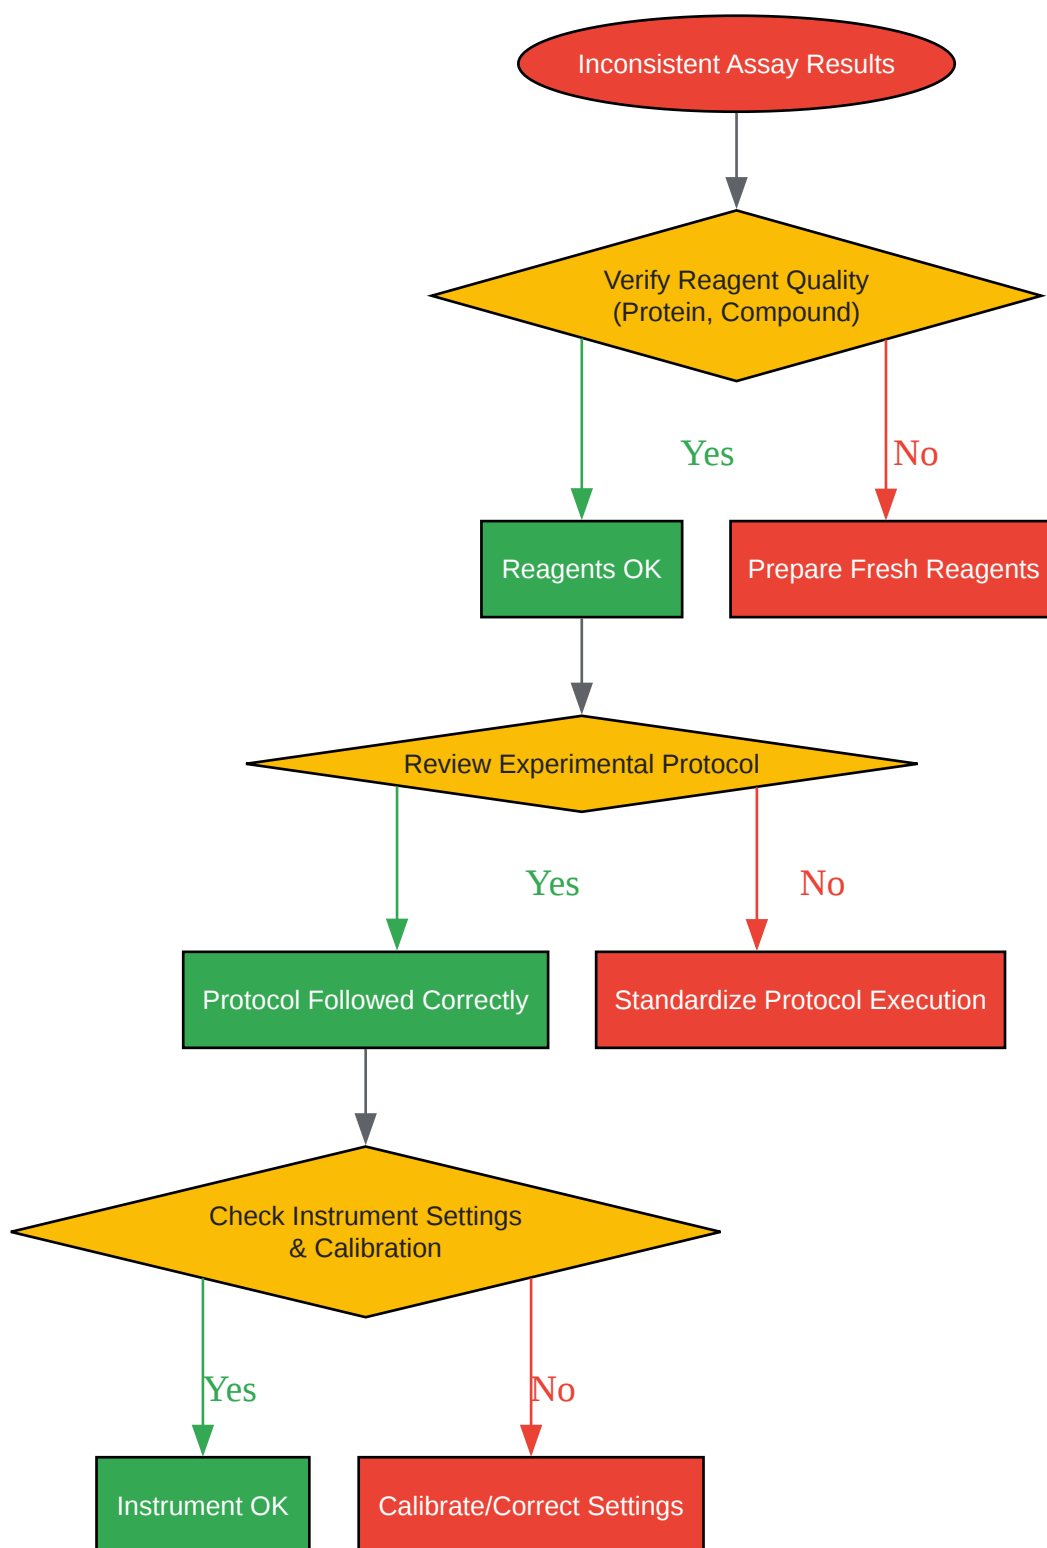 Inconsistent Assay Results
Verify Reagent Quality
(Protein, Compound)
Yes
No
Reagents OK
Prepare Fresh Reagents
Review Experimental Protocol
Yes
No
Protocol Followed Correctly
Standardize Protocol Execution
Check Instrument Settings
& Calibration
Yes
No
Instrument OK
Calibrate/Correct Settings